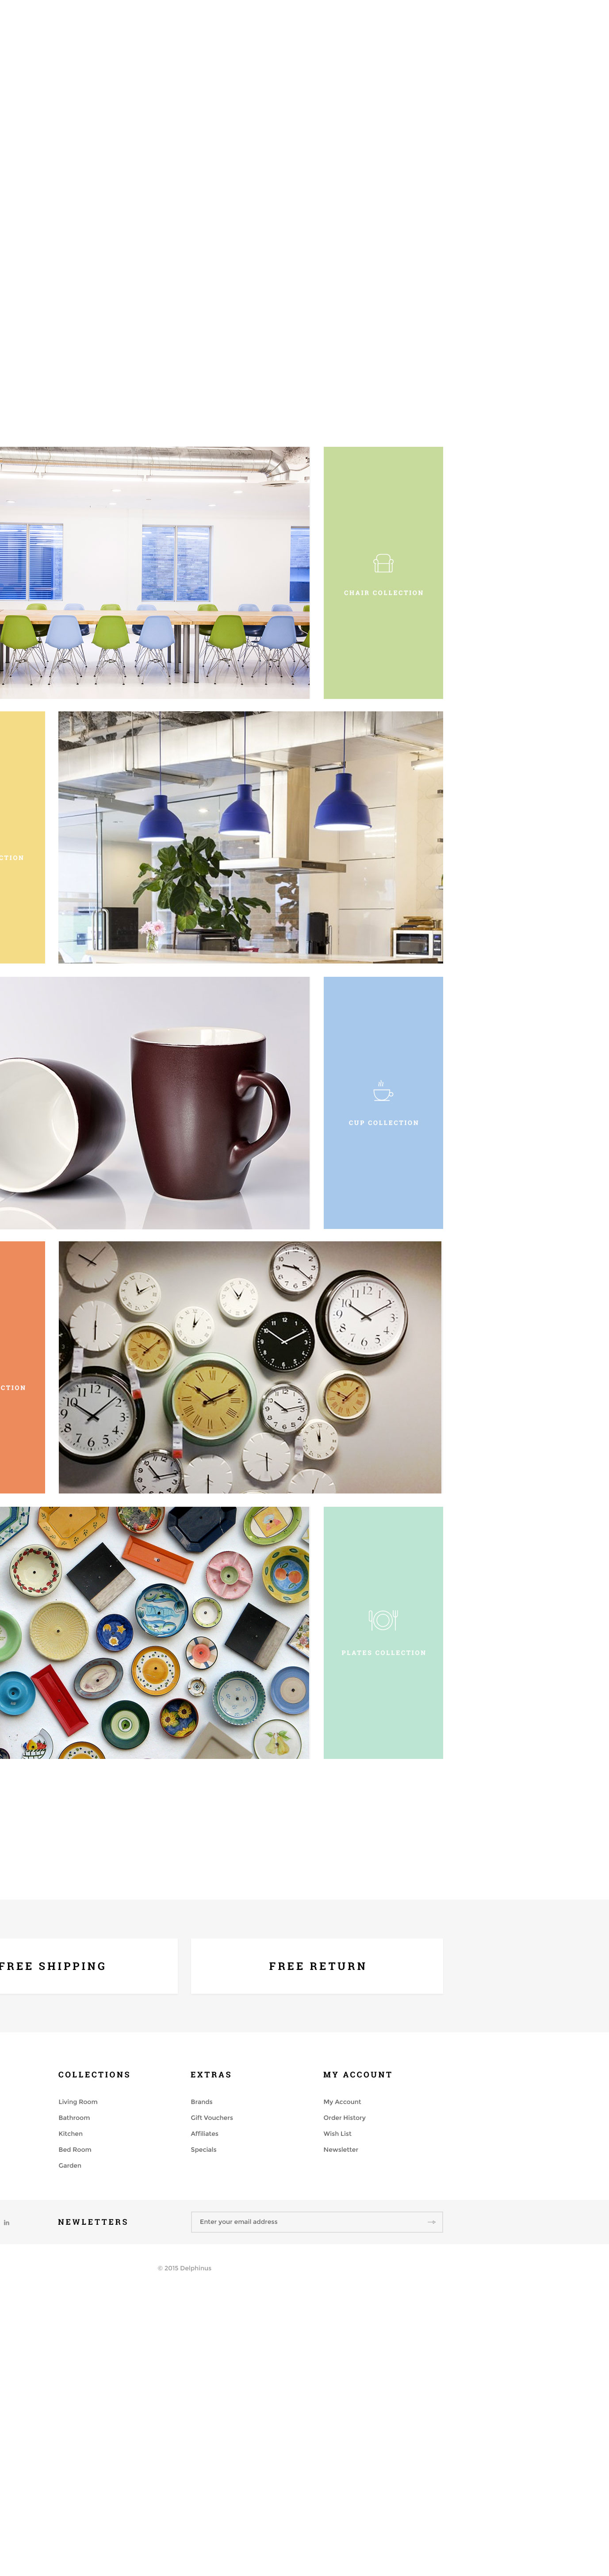 CHAIR COLLECTION
CTION
CUP COLLECTION
CTION
PLATES COLLECTION
FREE SHIPPING
FREE RETURN
COLLECTIONS
Living Room
Bathroom
Kitchen
Bed Room
Garden
EXTRAS
Brands
Gift Vouchers
Affiliates
Specials
MY ACCOUNT
My Account
Order History
Wish List
Newsletter
in
NEWLETTERS
Enter your email address
© 2015 Delphinus